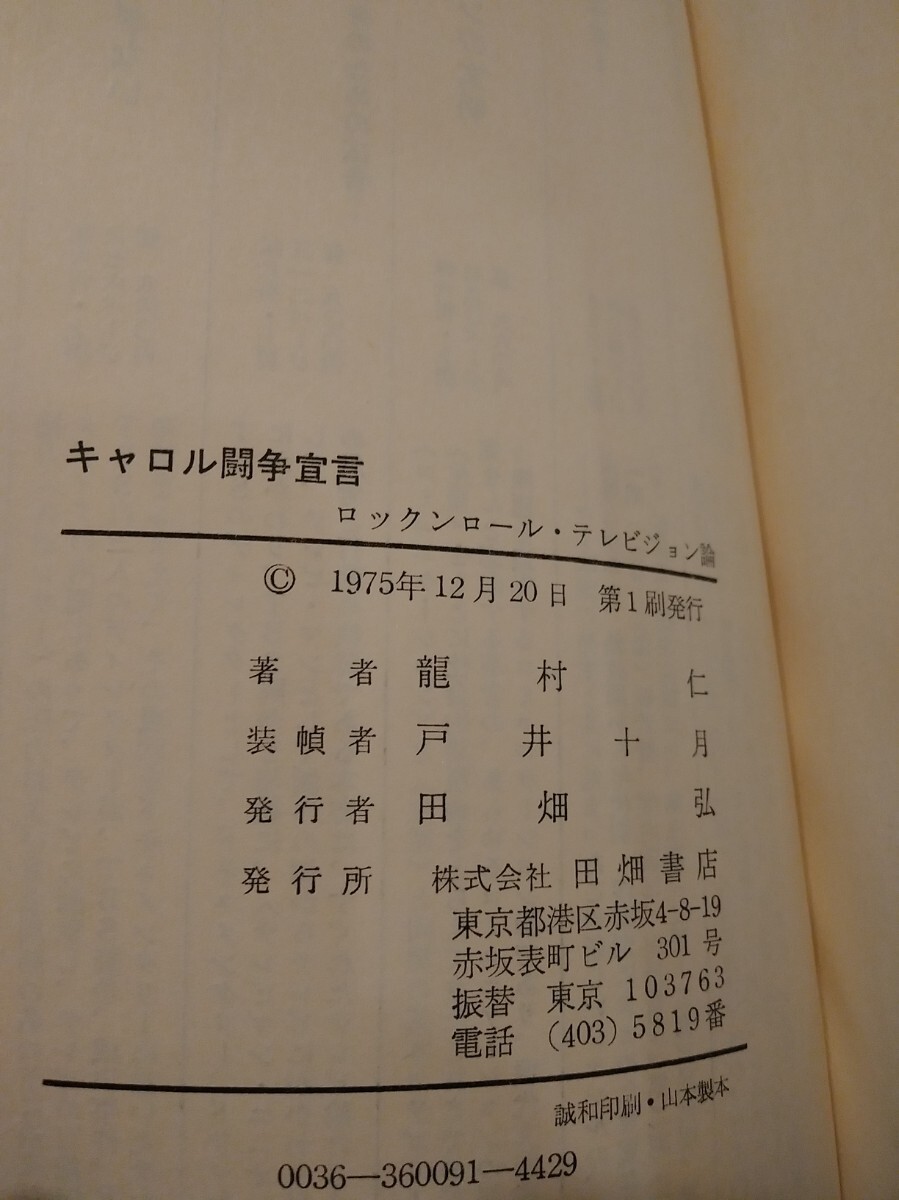 キャロル闘争宣言
ロックンロール・テレビジョン論
© 1975年12月20日 第1刷発行
著者 龍村仁
装幀者 戸井十月
発行者 田畑弘
発行所 株式会社 田畑書店
東京都港区赤坂4-8-19
赤坂表町ビル 301号
振替 東京 103763
電話 (403) 5819番
誠和印刷・山本製本
0036—360091—4429